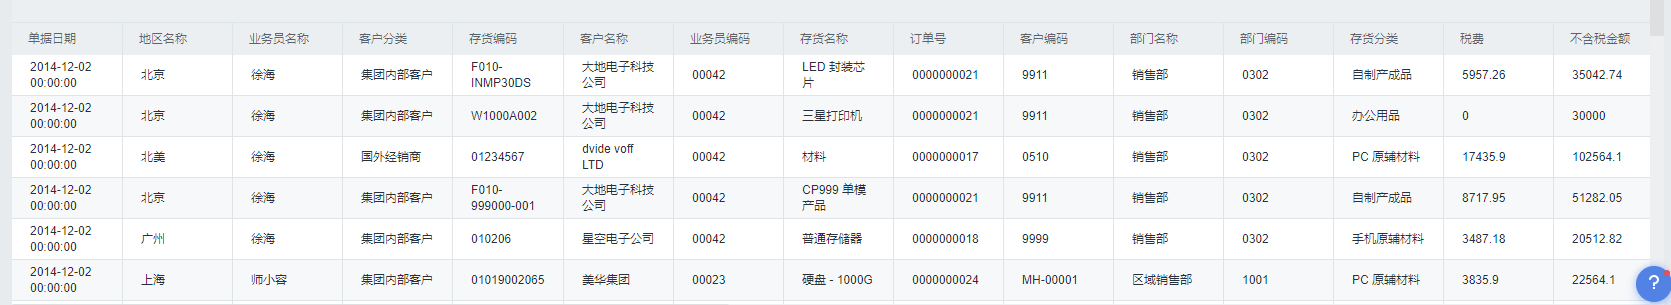 单据日期 地区名称 业务员名称 客户分类 存货编码 客户名称 业务员编码 存货名称 订单号 客户编码 部门名称 部门编码 存货分类 税费 不含税金额
2014-12-02 00:00:00 北京 徐海 集团内部客户 F010-INMP30DS 大地电子科技公司 00042 LED 封装芯片 0000000021 9911 销售部 0302 自制产成品 5957.26 35042.74
2014-12-02 00:00:00 北京 徐海 集团内部客户 W1000A002 大地电子科技公司 00042 三星打印机 0000000021 9911 销售部 0302 办公用品 0 30000
2014-12-02 00:00:00 北美 徐海 国外经销商 01234567 dvide voff LTD 00042 材料 0000000017 0510 销售部 0302 PC 原辅材料 17435.9 102564.1
2014-12-02 00:00:00 北京 徐海 集团内部客户 F010-999000-001 大地电子科技公司 00042 CP999 单模产品 0000000021 9911 销售部 0302 自制产成品 8717.95 51282.05
2014-12-02 00:00:00 广州 徐海 集团内部客户 010206 星空电子公司 00042 普通存储器 0000000018 9999 销售部 0302 手机原辅材料 3487.18 20512.82
2014-12-02 00:00:00 上海 师小容 集团内部客户 01019002065 美华集团 00023 硬盘 - 1000G 0000000024 MH-00001 区域销售部 1001 PC 原辅材料 3835.9 22564.1
?